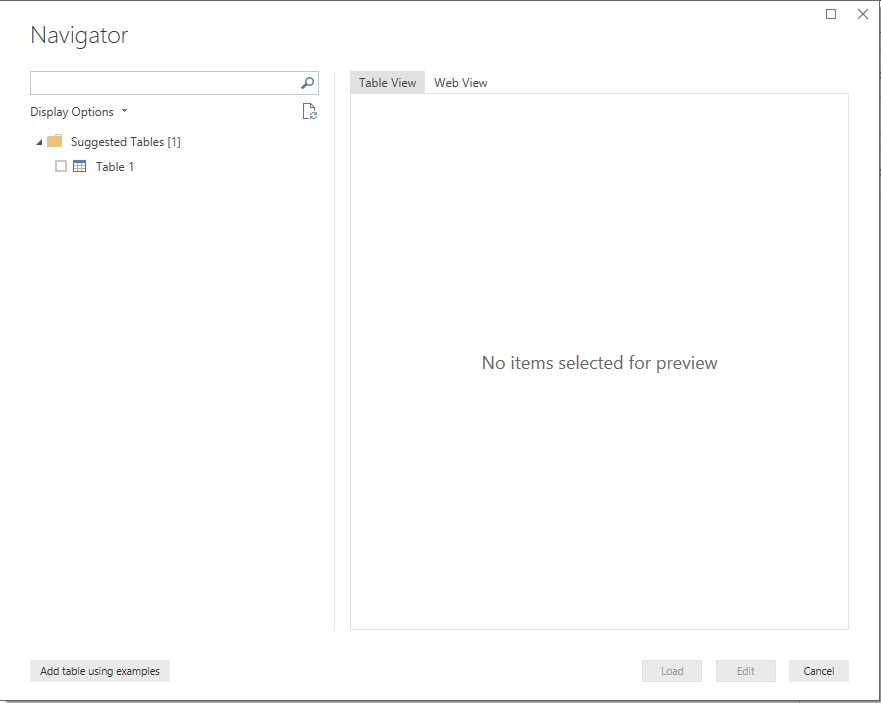 Navigator
Display Options
Suggested Tables [1]
Table 1
Table View Web View
No items selected for preview
Add table using examples
Load Edit Cancel